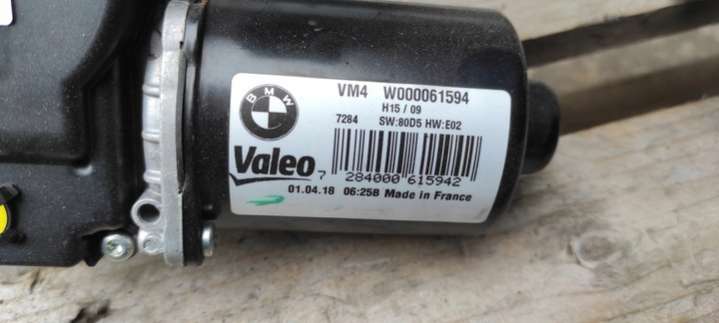 BMW
VM4 W000061594
H15 / 09
7284 SW:80D5 HW:E02
Valeo
7 284000 615942
01.04.18 06:25B Made in France